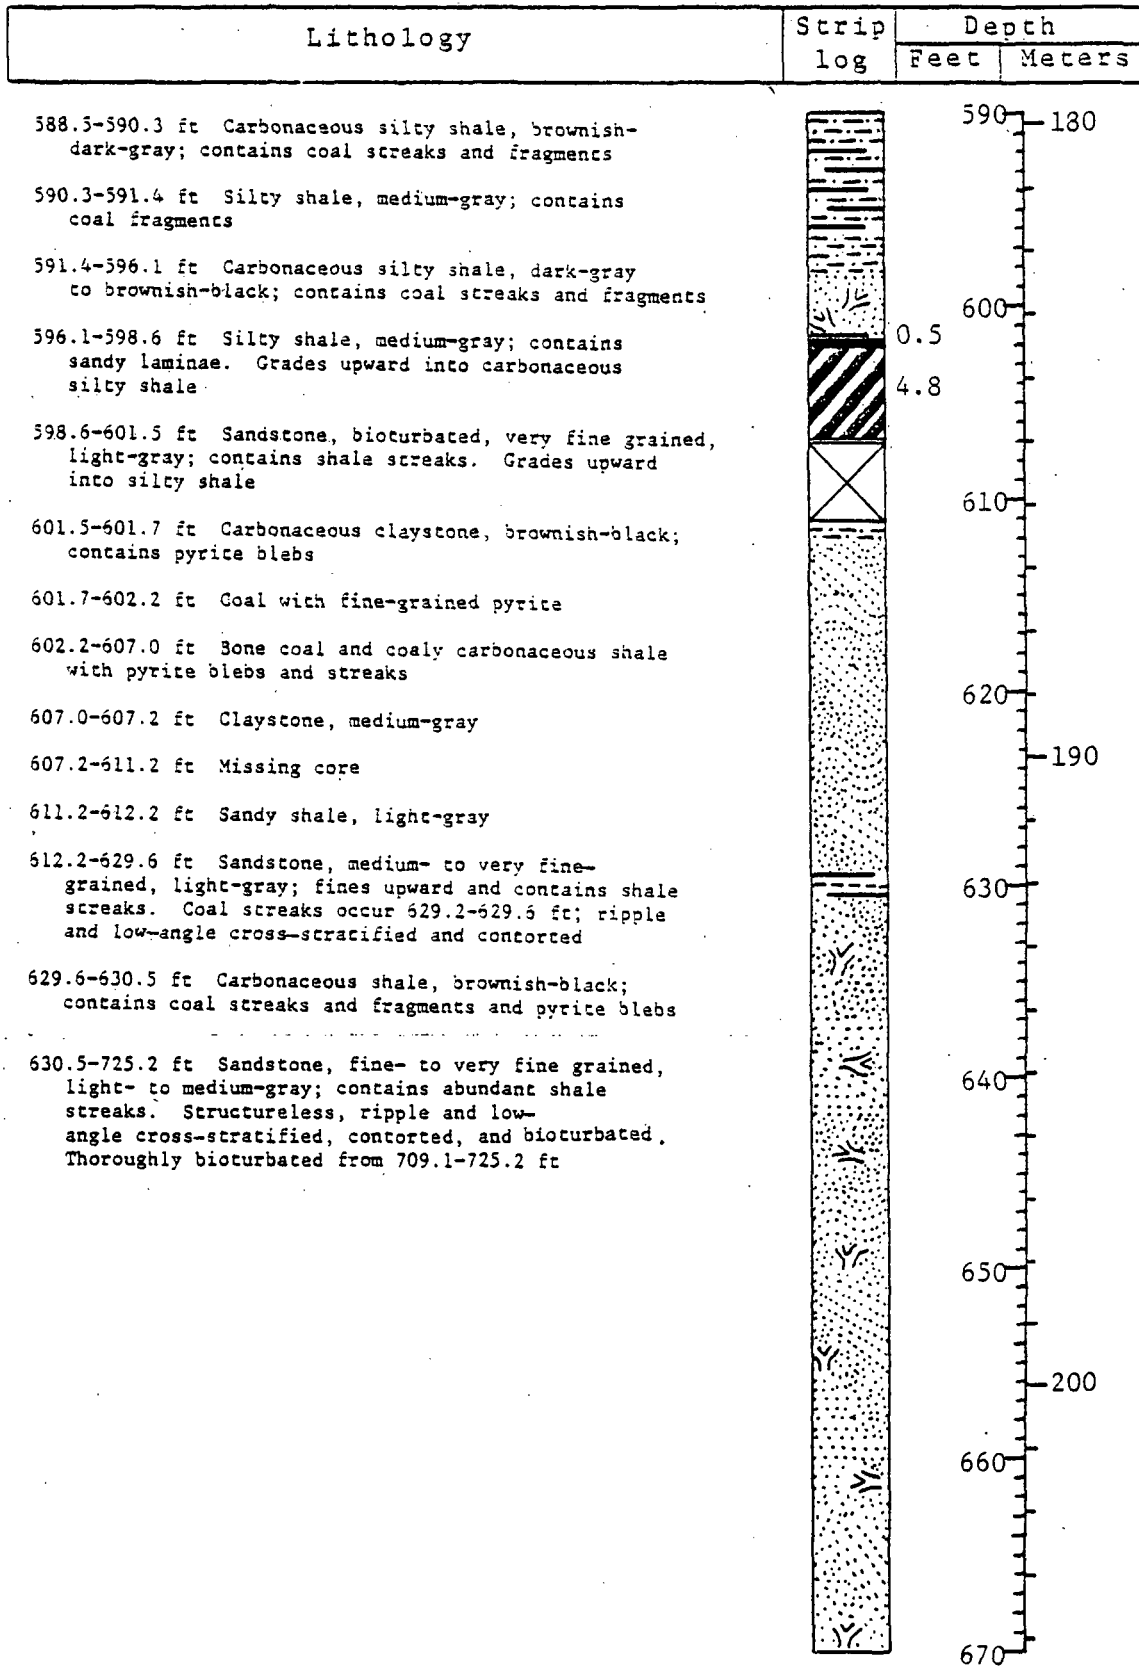 Lithology
Strip log
Depth
Feet
Meters
588.5-590.3 ft Carbonaceous silty shale, brownish-
dark-gray; contains coal streaks and fragments
590.3-591.4 ft Silty shale, medium-gray; contains
coal fragments
591.4-596.1 ft Carbonaceous silty shale, dark-gray
to brownish-black; contains coal streaks and fragments
596.1-598.6 ft Silty shale, medium-gray; contains
sandy laminae. Grades upward into carbonaceous
silty shale
598.6-601.5 ft Sandstone, bioturbated, very fine grained,
light-gray; contains shale streaks. Grades upward
into silty shale
601.5-601.7 ft Carbonaceous claystone, brownish-black;
contains pyrite blebs
601.7-602.2 ft Coal with fine-grained pyrite
602.2-607.0 ft Bone coal and coaly carbonaceous shale
with pyrite blebs and streaks
607.0-607.2 ft Claystone, medium-gray
607.2-611.2 ft Missing core
611.2-612.2 ft Sandy shale, light-gray
612.2-629.6 ft Sandstone, medium- to very fine-
grained, light-gray; fines upward and contains shale
streaks. Coal streaks occur 629.2-629.6 ft; ripple
and low-angle cross-stratified and contorted
629.6-630.5 ft Carbonaceous shale, brownish-black;
contains coal streaks and fragments and pyrite blebs
630.5-725.2 ft Sandstone, fine- to very fine grained,
light- to medium-gray; contains abundant shale
streaks. Structureless, ripple and low-
angle cross-stratified, contorted, and bioturbated.
Thoroughly bioturbated from 709.1-725.2 ft
590
180
600
0.5
4.8
610
620
190
630
640
650
200
660
670